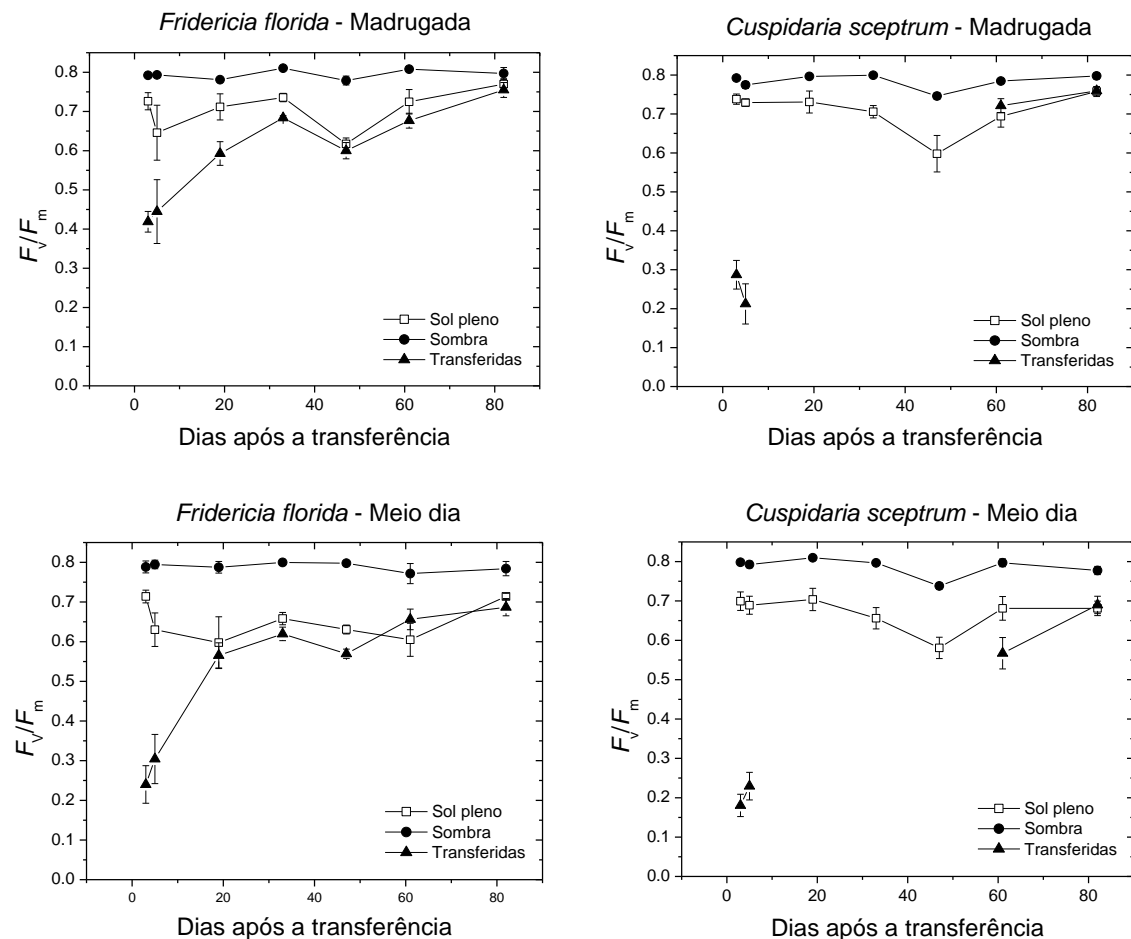 Fridericia florida - Madrugada
0.8
0.7
0.6
0.5
0.4
0.3
0.2
0.1
0.0
Fv/Fm
Sol pleno
Sombra
Transferidas
0 20 40 60 80
Dias após a transferência
Cuspidaria sceptrum - Madrugada
0.8
0.7
0.6
0.5
0.4
0.3
0.2
0.1
0.0
Fv/Fm
Sol pleno
Sombra
Transferidas
0 20 40 60 80
Dias após a transferência
Fridericia florida - Meio dia
0.8
0.7
0.6
0.5
0.4
0.3
0.2
0.1
0.0
Fv/Fm
Sol pleno
Sombra
Transferidas
0 20 40 60 80
Dias após a transferência
Cuspidaria sceptrum - Meio dia
0.8
0.7
0.6
0.5
0.4
0.3
0.2
0.1
0.0
Fv/Fm
Sol pleno
Sombra
Transferidas
0 20 40 60 80
Dias após a transferência